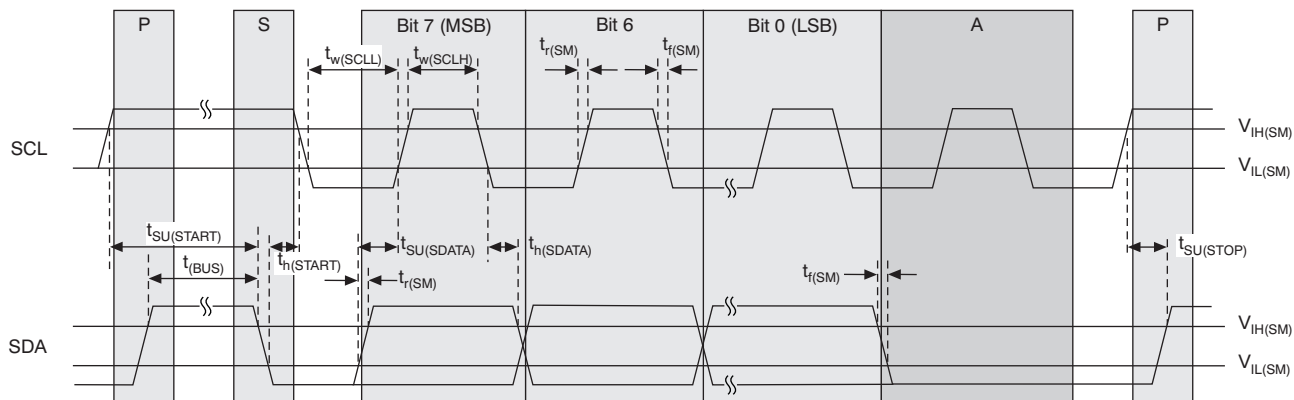 P S Bit 7 (MSB) Bit 6 Bit 0 (LSB) A P
tw(SCLL) tw(SCLH) tr(SM) tf(SM)
SCL
VIH(SM)
VIL(SM)
tSU(START) th(START) tSU(SDATA) th(SDATA) tSU(STOP)
t(BUS) tr(SM) tf(SM)
SDA
VIH(SM)
VIL(SM)